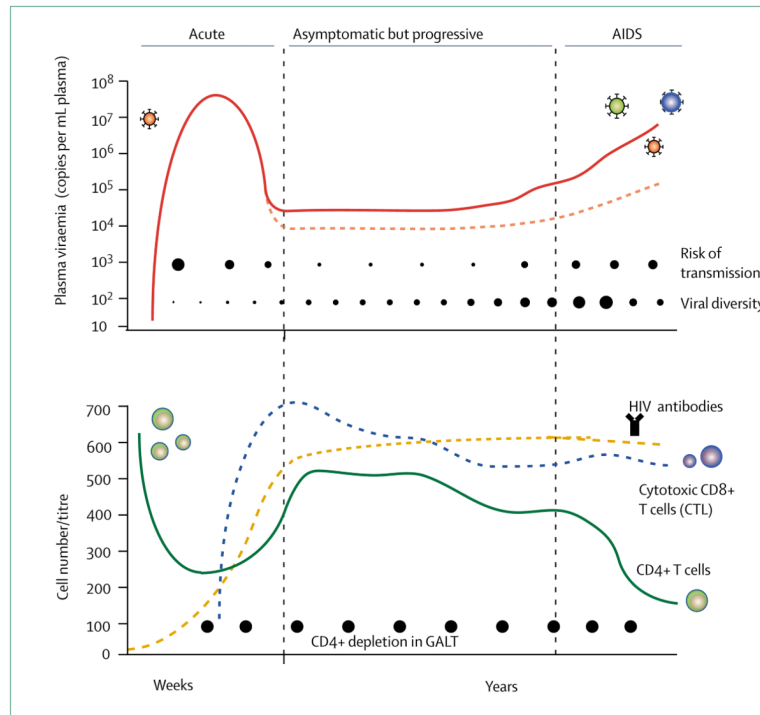 Acute
Asymptomatic but progressive
AIDS
Plasma viraemia (copies per mL plasma)
10⁸
10⁷
10⁶
10⁵
10⁴
10³
10²
10
Risk of
transmission
Viral diversity
Cell number/titre
700
600
500
400
300
200
100
0
HIV antibodies
Cytotoxic CD8+
T cells (CTL)
CD4+ T cells
CD4+ depletion in GALT
Weeks
Years